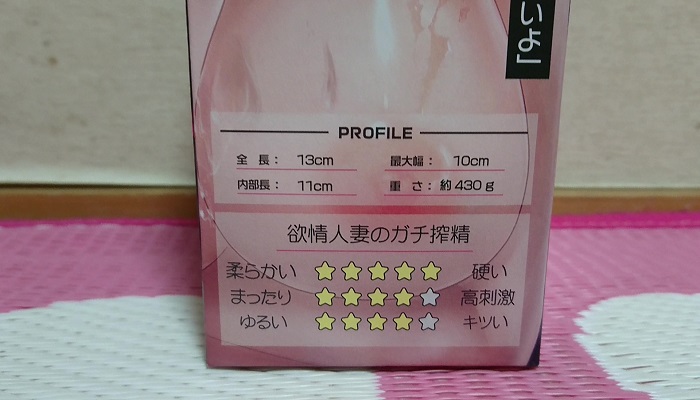 いよ」
PROFILE
全 長： 13cm
最大幅： 10cm
内部長： 11cm
重 さ：約430g
欲情人妻のガチ搾精
柔らかい ★★★★★ 硬い
まったり ★★★★☆ 高刺激
ゆるい ★★★★☆ キツい